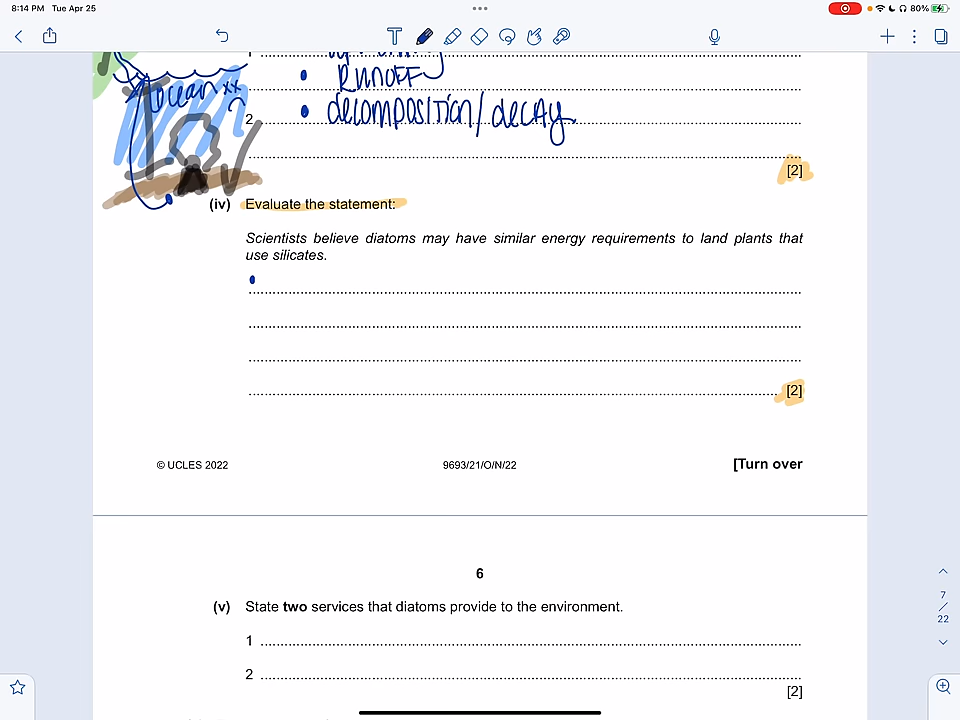 8:14 PM Tue Apr 25
80%
1
RUNOFF
ocean xx
2
decomposition/decay
[2]
(iv) Evaluate the statement:
Scientists believe diatoms may have similar energy requirements to land plants that
use silicates.
[2]
© UCLES 2022
9693/21/O/N/22
[Turn over
6
(v) State two services that diatoms provide to the environment.
1
2
[2]
7
/
22